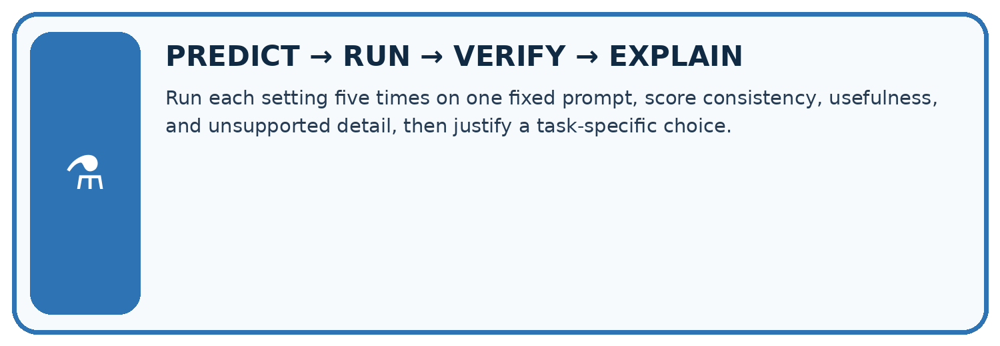 PREDICT → RUN → VERIFY → EXPLAIN
Run each setting five times on one fixed prompt, score consistency, usefulness,
and unsupported detail, then justify a task-specific choice.